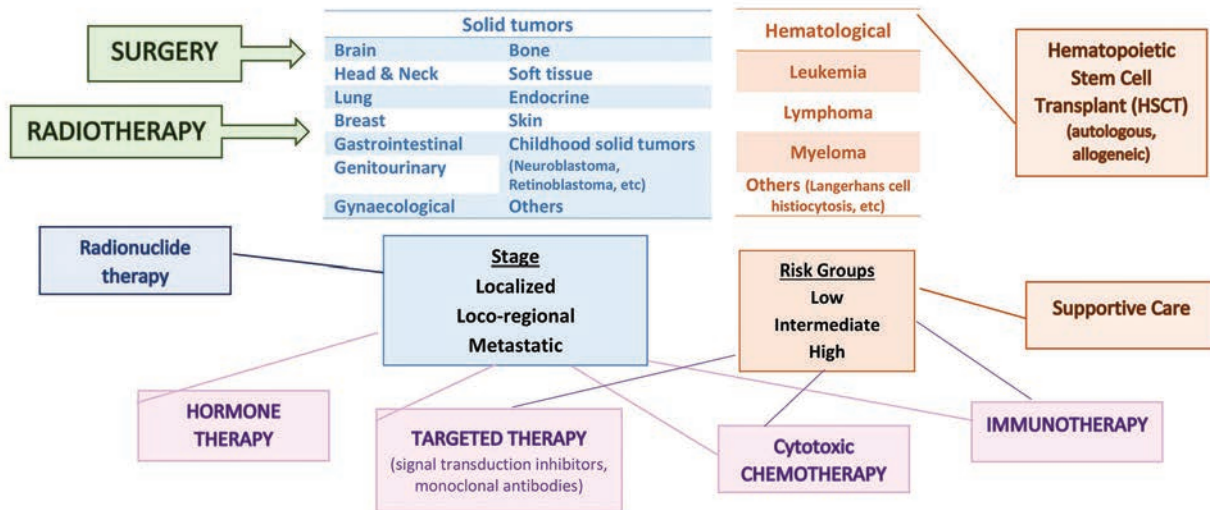 SURGERY
RADIOTHERAPY
Solid tumors
Brain Bone
Head & Neck Soft tissue
Lung Endocrine
Breast Skin
Gastrointestinal Childhood solid tumors
Genitourinary (Neuroblastoma,
Retinoblastoma, etc)
Gynaecological Others
Hematological
Leukemia
Lymphoma
Myeloma
Others (Langerhans cell
histiocytosis, etc)
Hematopoietic
Stem Cell
Transplant (HSCT)
(autologous,
allogeneic)
Radionuclide
therapy
Stage
Localized
Loco-regional
Metastatic
Risk Groups
Low
Intermediate
High
Supportive Care
HORMONE
THERAPY
TARGETED THERAPY
(signal transduction inhibitors,
monoclonal antibodies)
Cytotoxic
CHEMOTHERAPY
IMMUNOTHERAPY